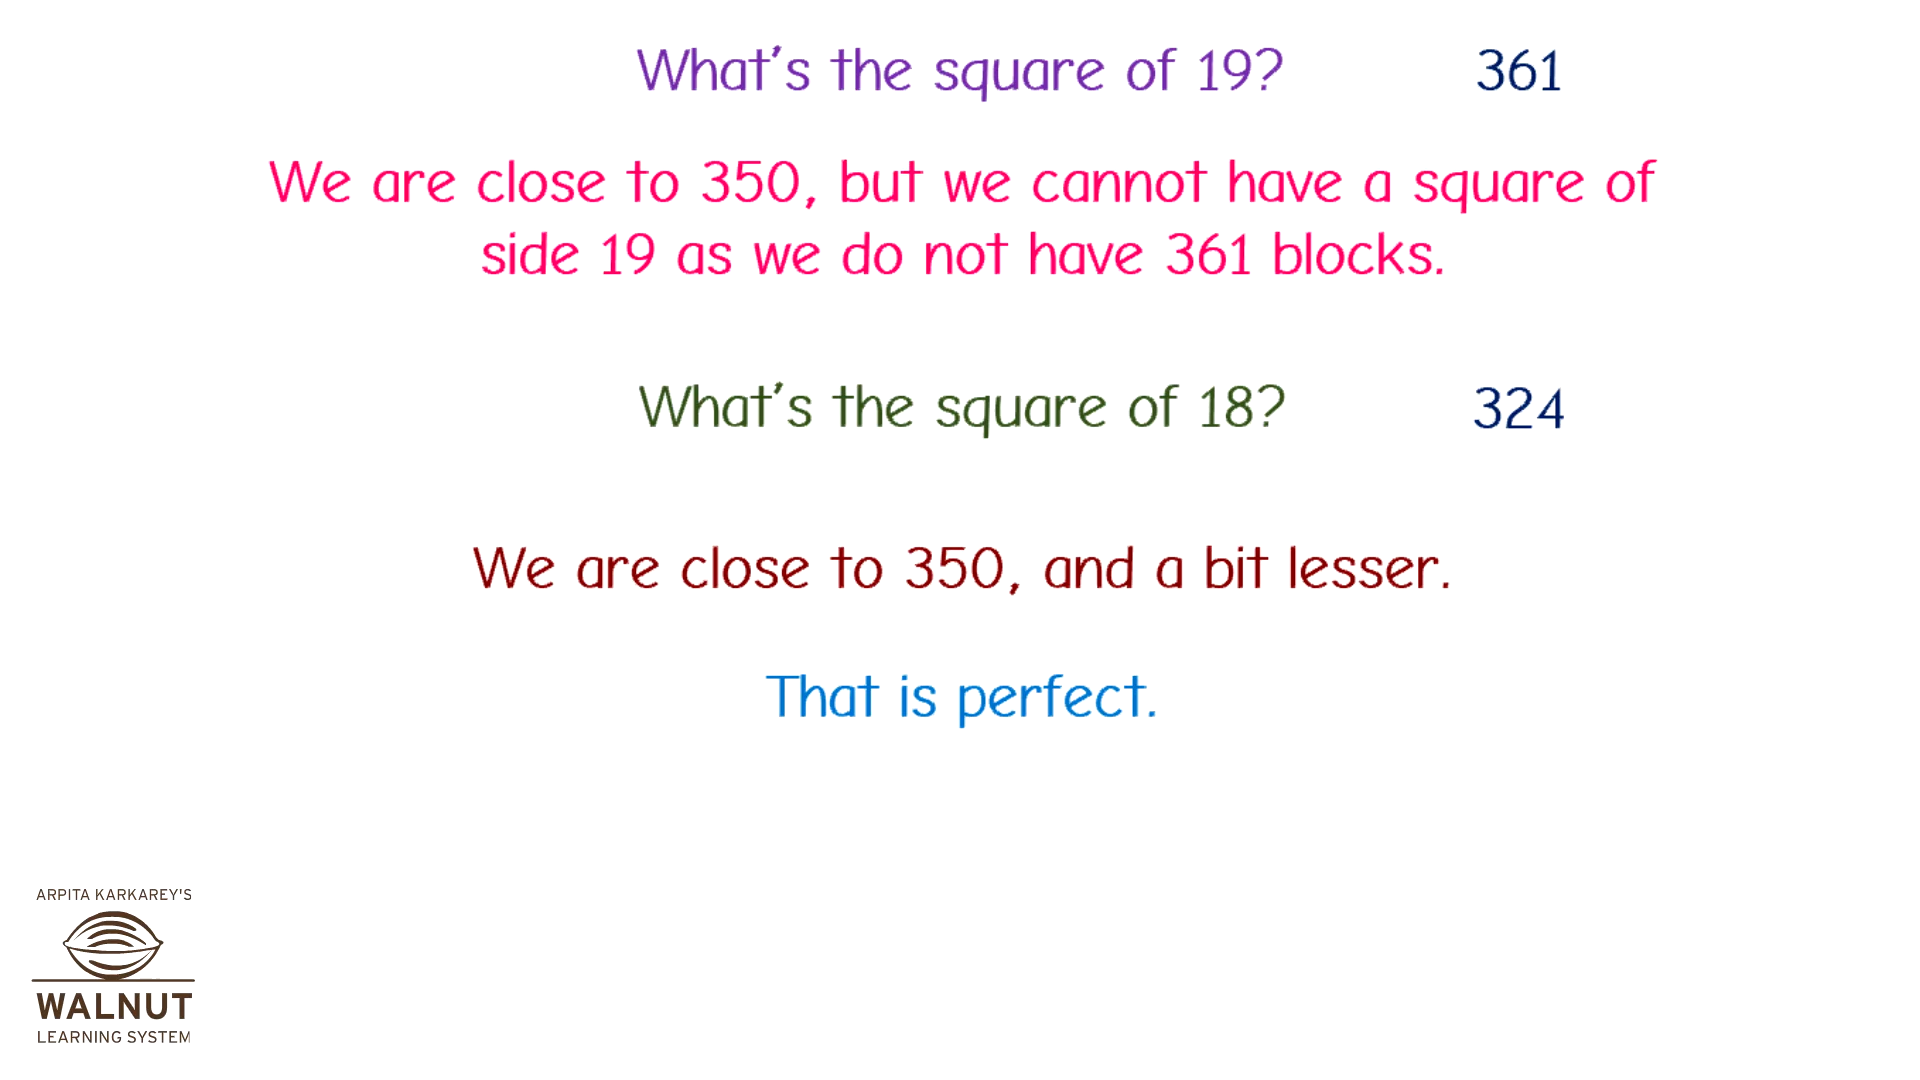 What's the square of 19? 361
We are close to 350, but we cannot have a square of
side 19 as we do not have 361 blocks.
What's the square of 18? 324
We are close to 350, and a bit lesser.
That is perfect.
ARPITA KARKAREY'S
WALNUT
LEARNING SYSTEM